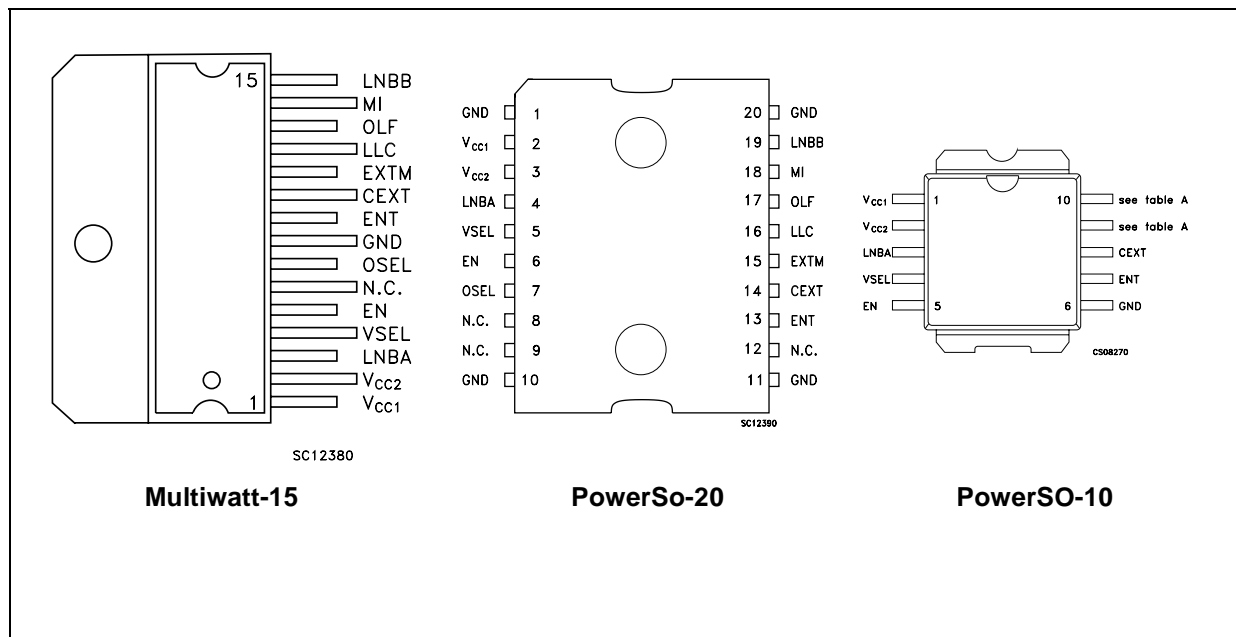 15 LNBB
MI
OLF
LLC
EXTM
CEXT
ENT
GND
OSEL
N.C.
EN
VSEL
LNBA
VCC2
1 VCC1
SC12380
Multiwatt-15
GND 1 20 GND
VCC1 2 19 LNBB
VCC2 3 18 MI
LNBA 4 17 OLF
VSEL 5 16 LLC
EN 6 15 EXTM
OSEL 7 14 CEXT
N.C. 8 13 ENT
N.C. 9 12 N.C.
GND 10 11 GND
SC12390
PowerSo-20
VCC1 1 10 see table A
VCC2 see table A
LNBA CEXT
VSEL ENT
EN 5 6 GND
CS08270
PowerSO-10